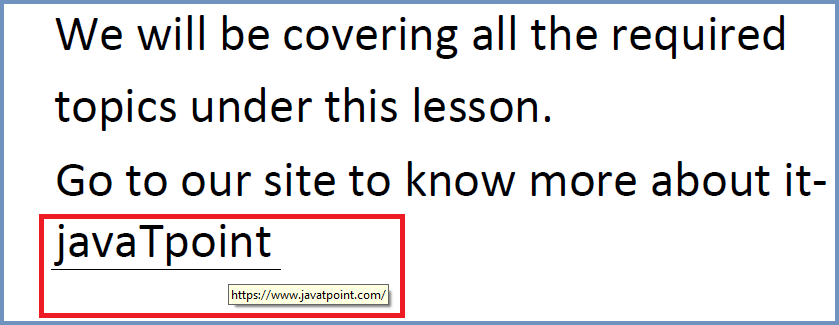 We will be covering all the required
topics under this lesson.
Go to our site to know more about it-
javaTpoint
https://www.javatpoint.com/